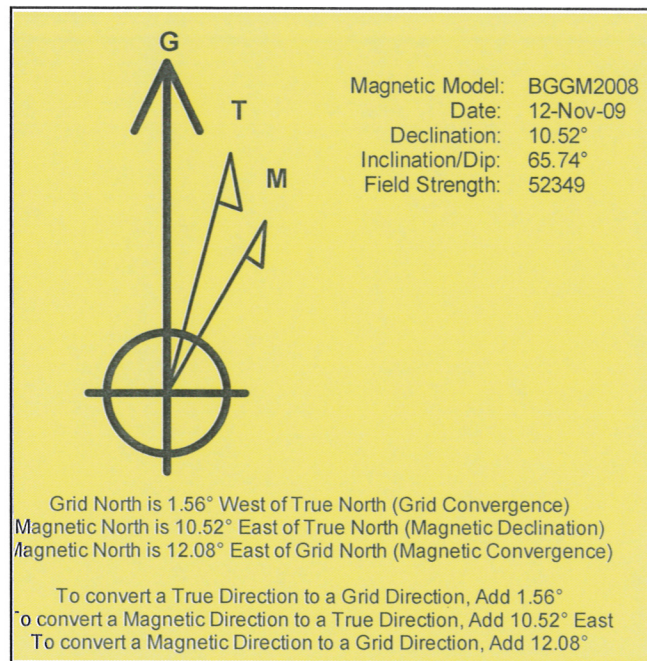 G
T
M
Magnetic Model: BGGM2008
Date: 12-Nov-09
Declination: 10.52°
Inclination/Dip: 65.74°
Field Strength: 52349
Grid North is 1.56° West of True North (Grid Convergence)
Magnetic North is 10.52° East of True North (Magnetic Declination)
Magnetic North is 12.08° East of Grid North (Magnetic Convergence)
To convert a True Direction to a Grid Direction, Add 1.56°
To convert a Magnetic Direction to a True Direction, Add 10.52° East
To convert a Magnetic Direction to a Grid Direction, Add 12.08°